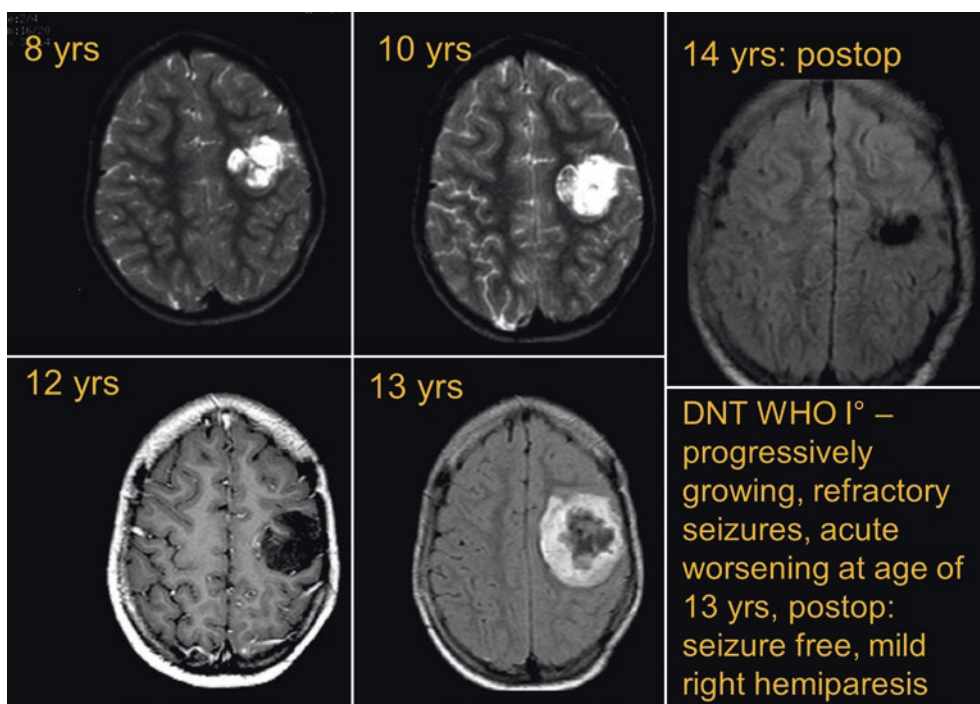 8 yrs
10 yrs
14 yrs: postop
12 yrs
13 yrs
DNT WHO I° –
progressively
growing, refractory
seizures, acute
worsening at age of
13 yrs, postop:
seizure free, mild
right hemiparesis